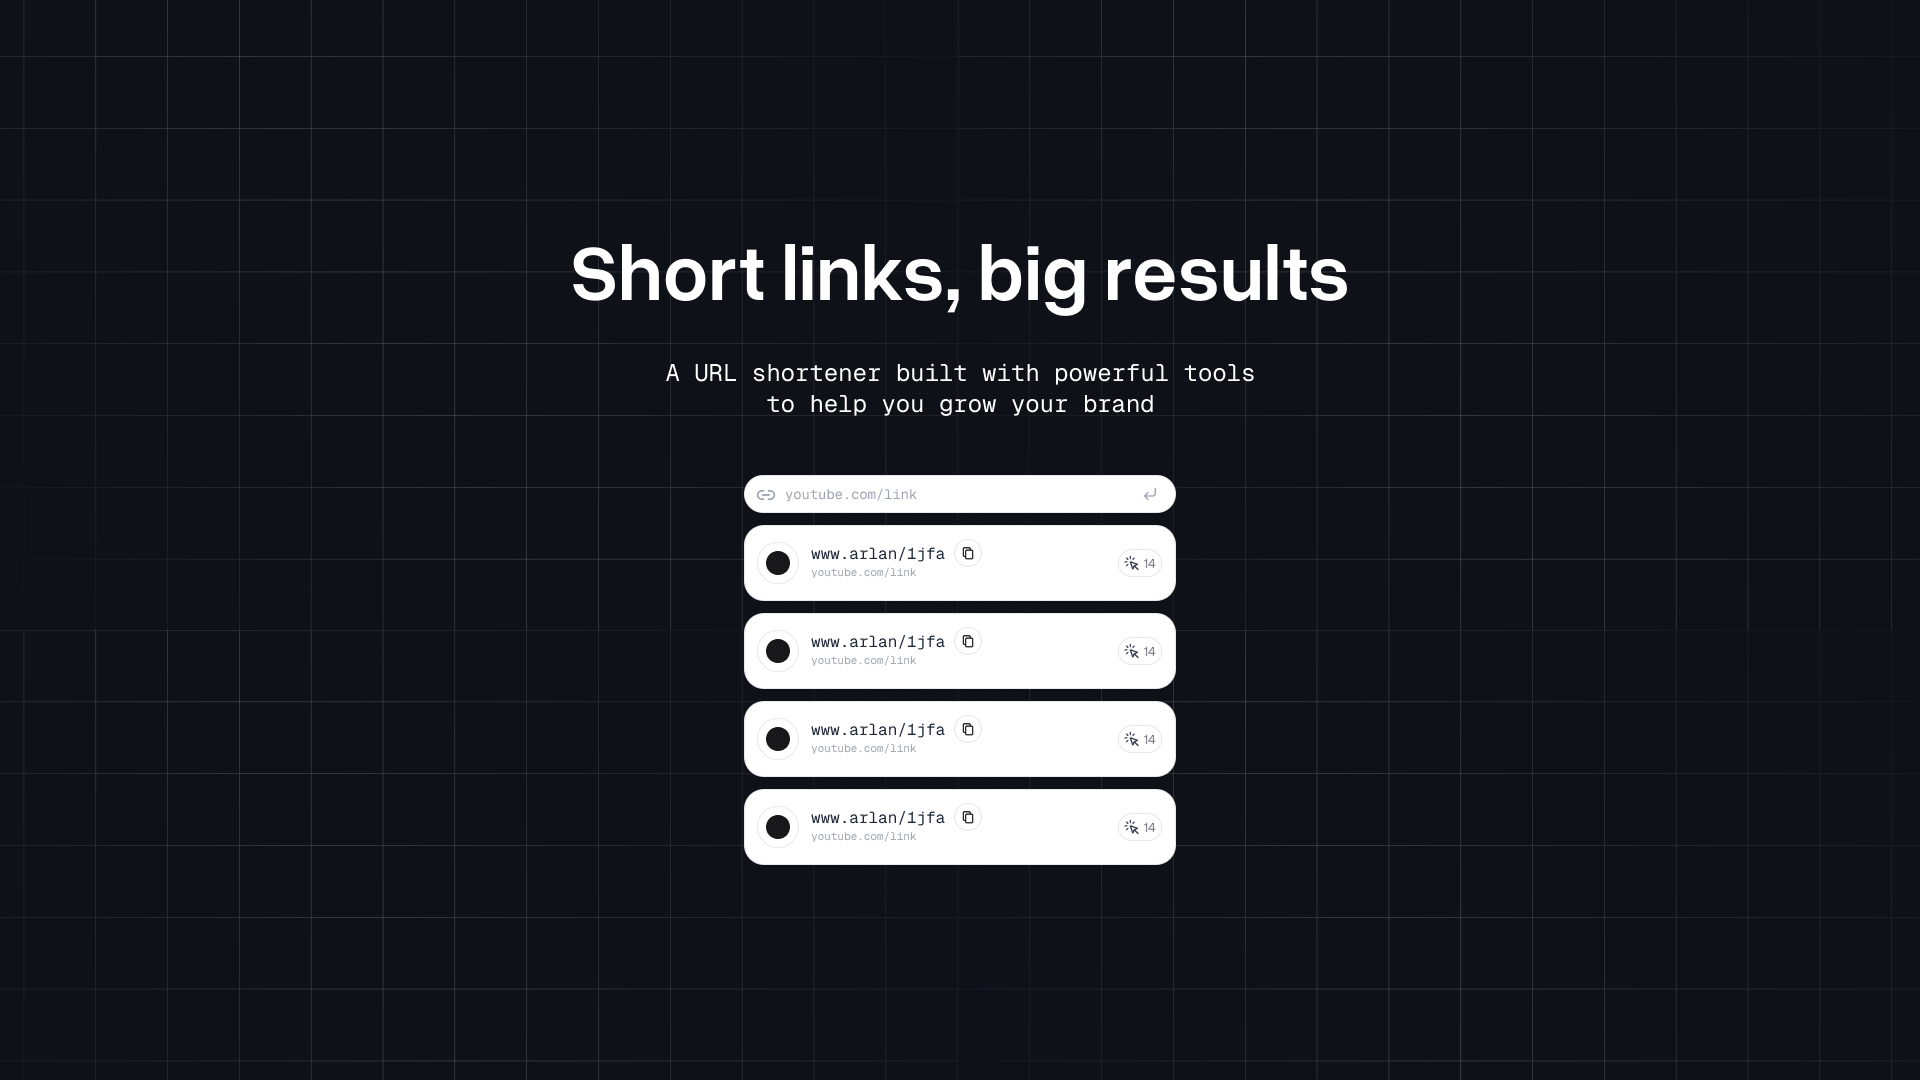 Short links, big results
A URL shortener built with powerful tools
to help you grow your brand
youtube.com/link
www.arlan/1jfa
youtube.com/link
14
www.arlan/1jfa
youtube.com/link
14
www.arlan/1jfa
youtube.com/link
14
www.arlan/1jfa
youtube.com/link
14